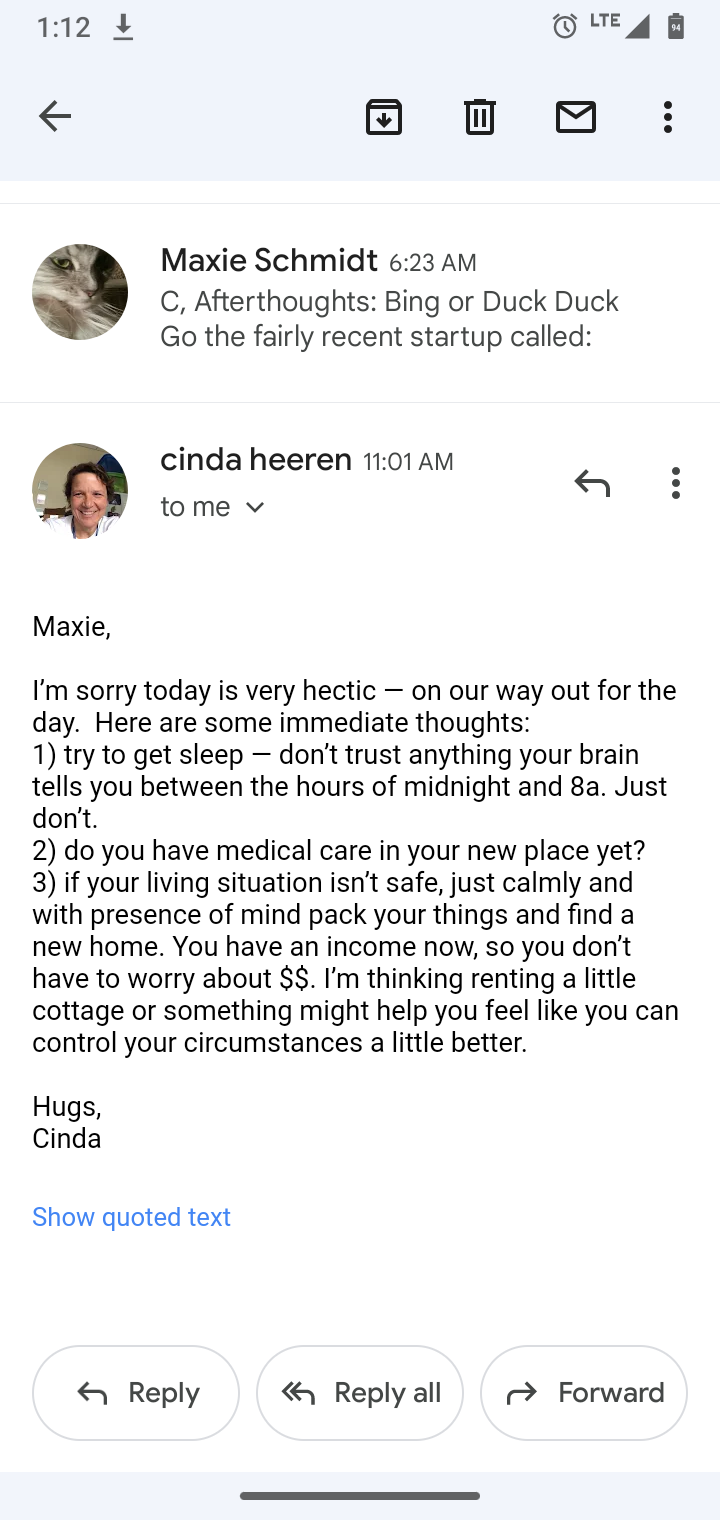 1:12 LTE 94
Maxie Schmidt 6:23 AM
C, Afterthoughts: Bing or Duck Duck
Go the fairly recent startup called:
cinda heeren 11:01 AM
to me
Maxie,
I’m sorry today is very hectic — on our way out for the
day.  Here are some immediate thoughts:
1) try to get sleep — don’t trust anything your brain
tells you between the hours of midnight and 8a. Just
don’t.
2) do you have medical care in your new place yet?
3) if your living situation isn’t safe, just calmly and
with presence of mind pack your things and find a
new home. You have an income now, so you don’t
have to worry about $$. I’m thinking renting a little
cottage or something might help you feel like you can
control your circumstances a little better.
Hugs,
Cinda
Show quoted text
Reply Reply all Forward